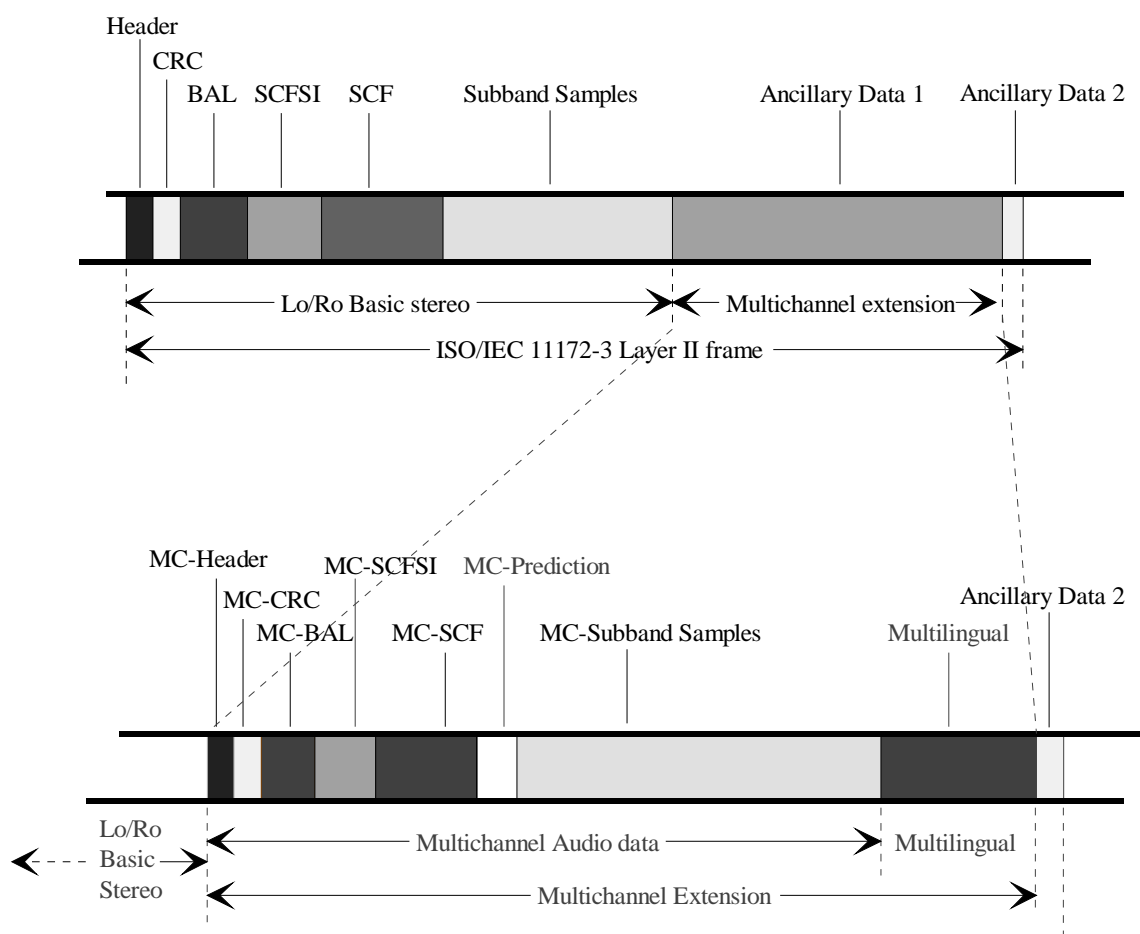 Header
CRC
BAL SCFSI SCF Subband Samples Ancillary Data 1 Ancillary Data 2
Lo/Ro Basic stereo Multichannel extension
ISO/IEC 11172-3 Layer II frame
MC-Header MC-SCFSI MC-Prediction
MC-CRC Ancillary Data 2
MC-BAL MC-SCF MC-Subband Samples Multilingual
Lo/Ro
Basic
Stereo
Multichannel Audio data Multilingual
Multichannel Extension